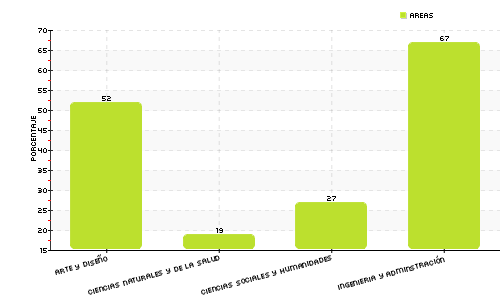 AREAS
70
65
60
55
50
45
40
35
30
25
20
15
PORCENTAJE
52
19
27
67
ARTE Y DISEÑO
CIENCIAS NATURALES Y DE LA SALUD
CIENCIAS SOCIALES Y HUMANIDADES
INGENIERIA Y ADMINSTRACIÓN